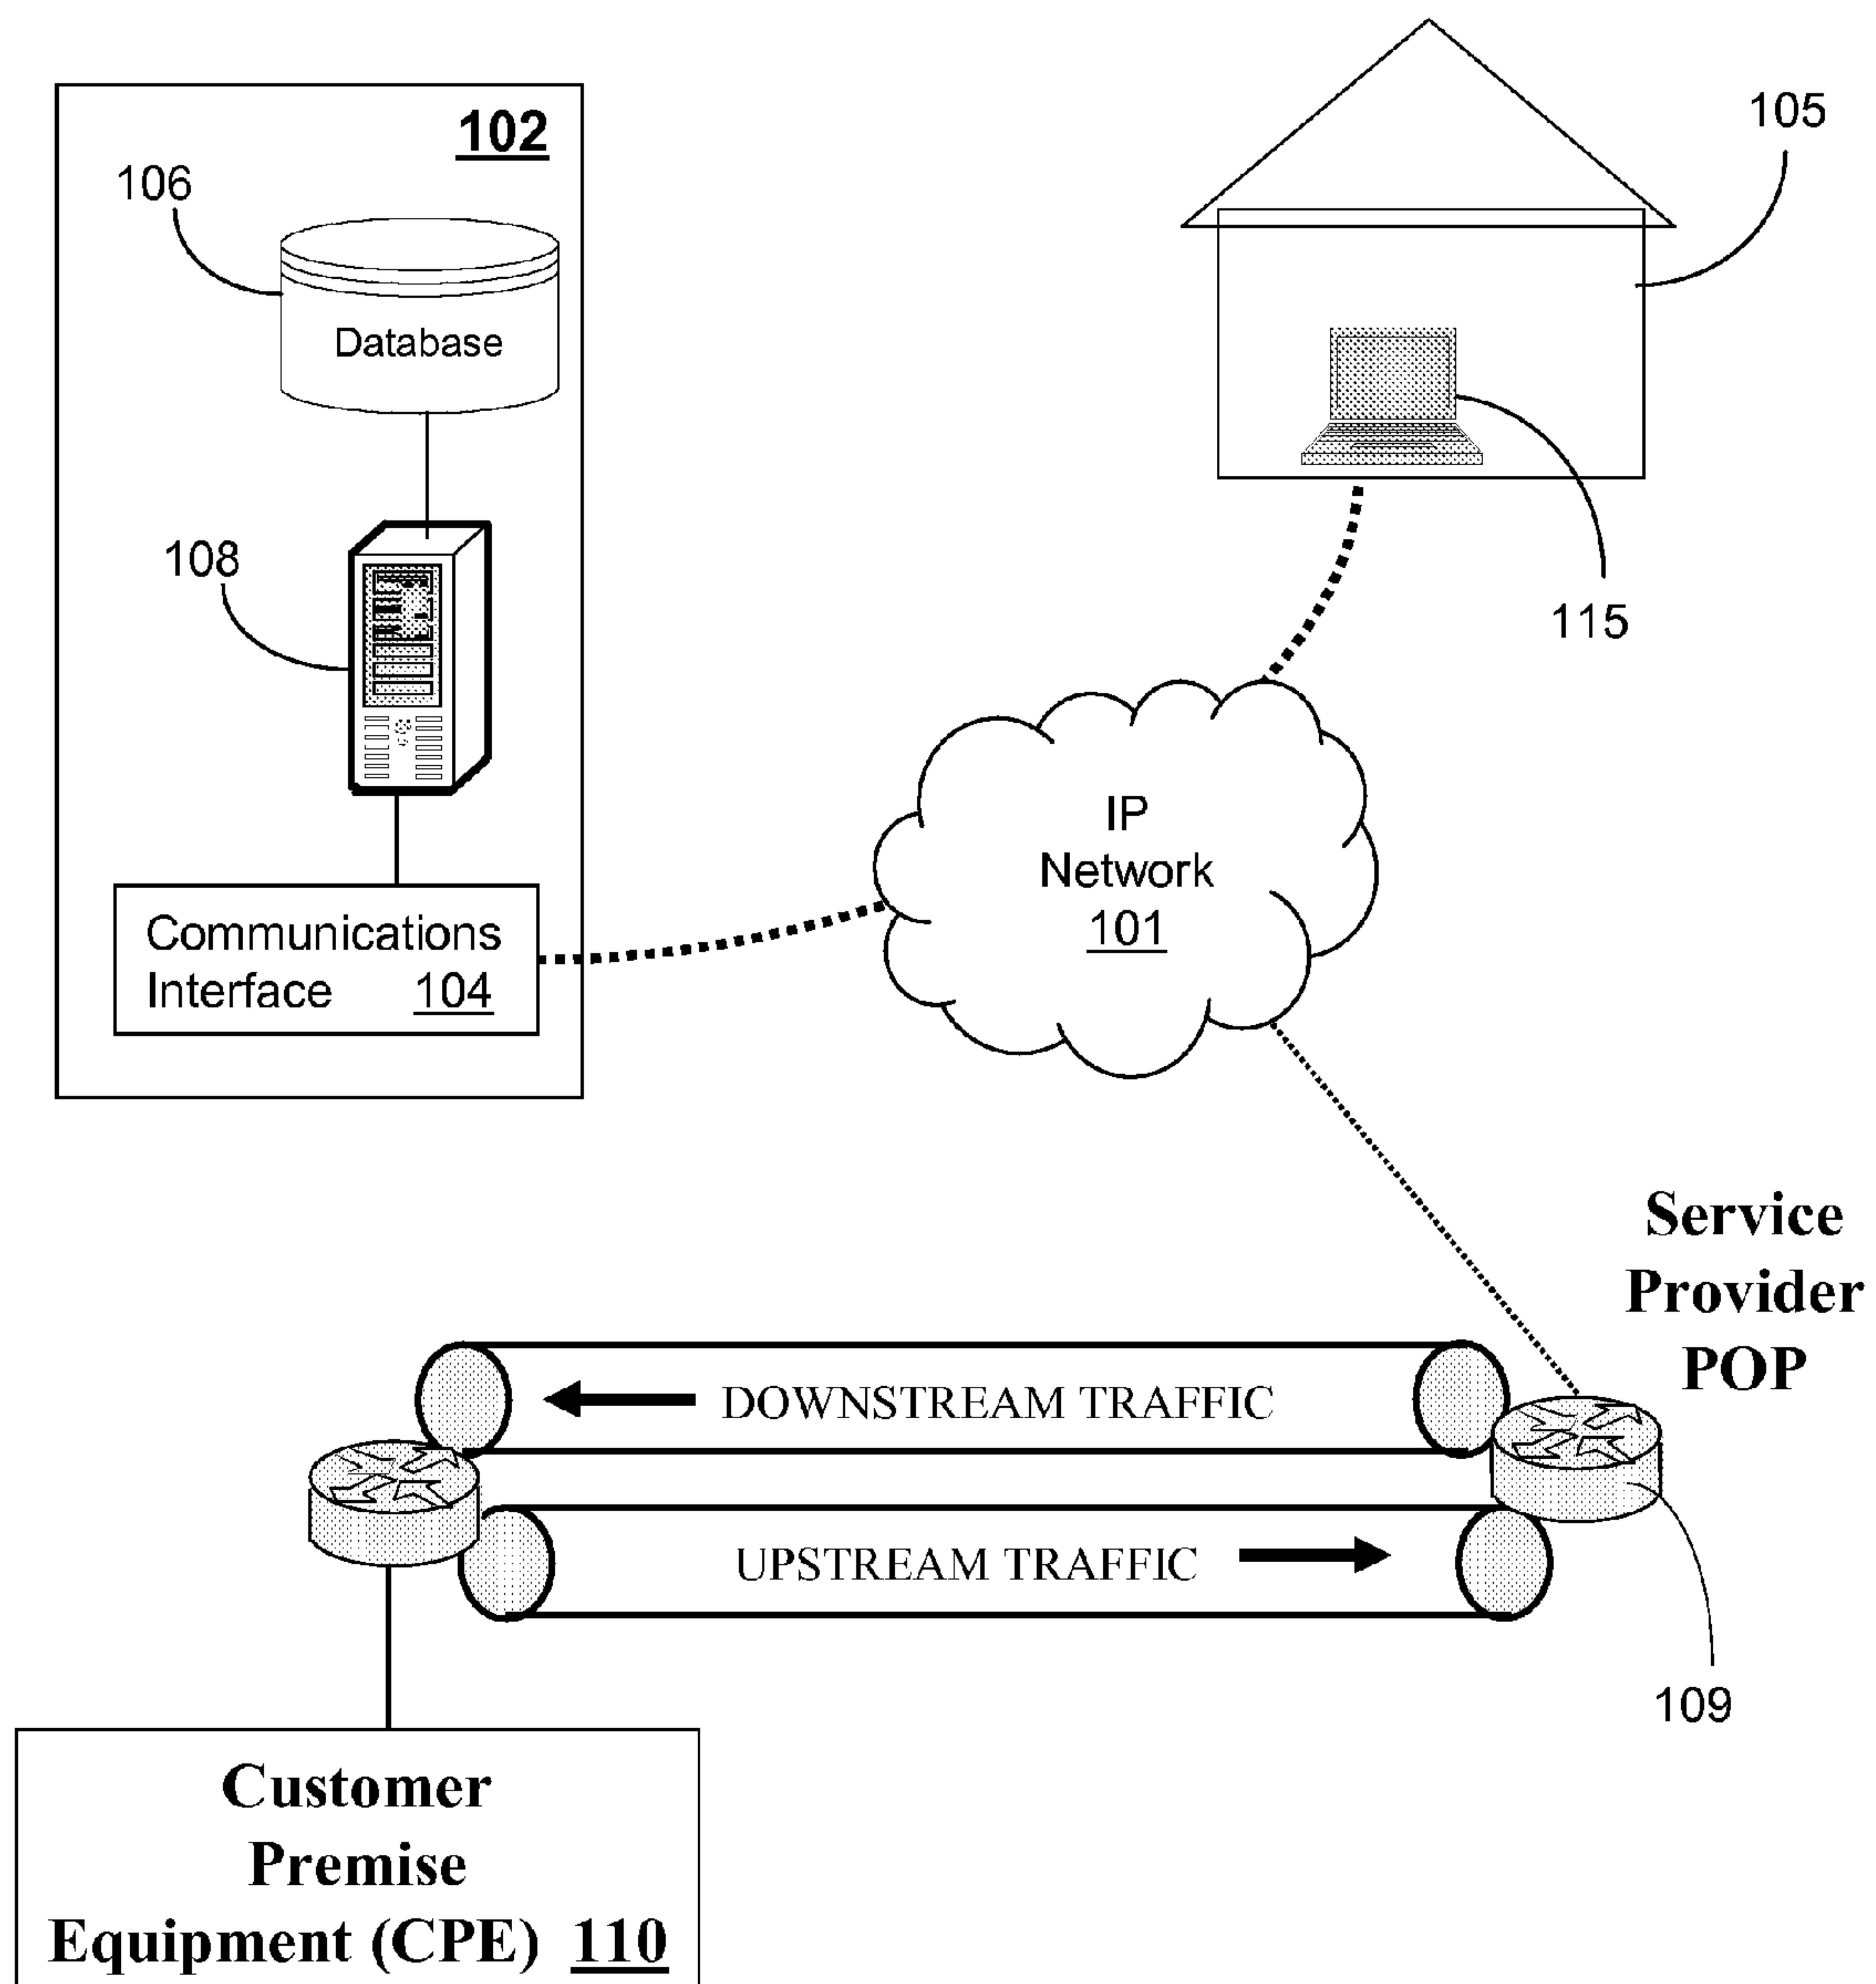 102
106
Database
108
Communications
Interface 104
105
115
IP
Network
101
Service
Provider
POP
DOWNSTREAM TRAFFIC
UPSTREAM TRAFFIC
109
Customer
Premise
Equipment (CPE) 110